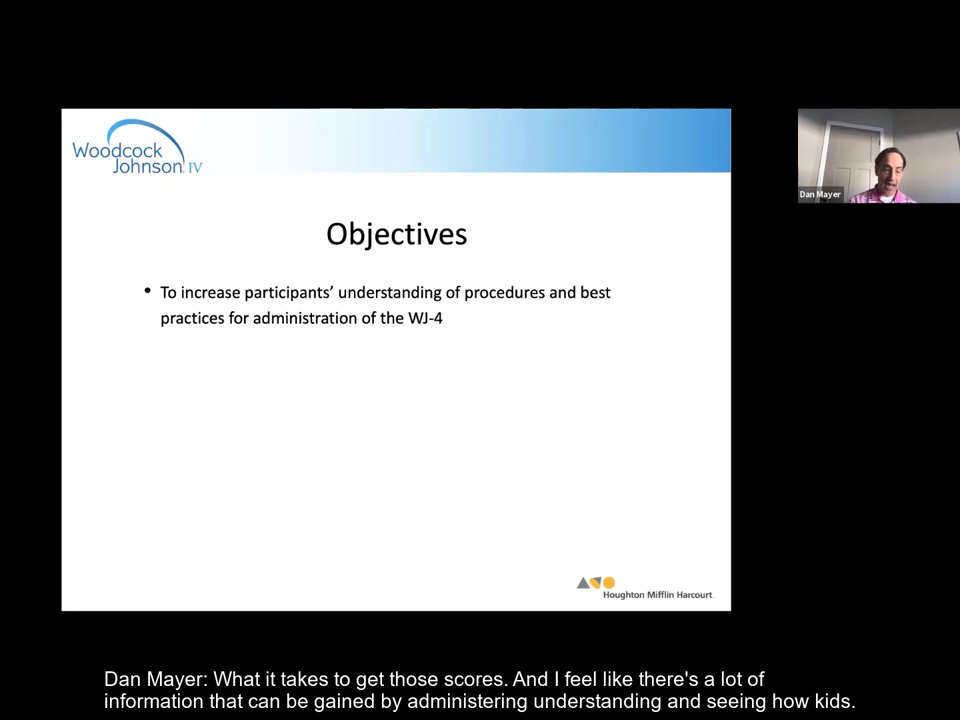 Woodcock
Johnson IV
Dan Mayer
Objectives
• To increase participants’ understanding of procedures and best
practices for administration of the WJ-4
Houghton Mifflin Harcourt
Dan Mayer: What it takes to get those scores. And I feel like there's a lot of
information that can be gained by administering understanding and seeing how kids.